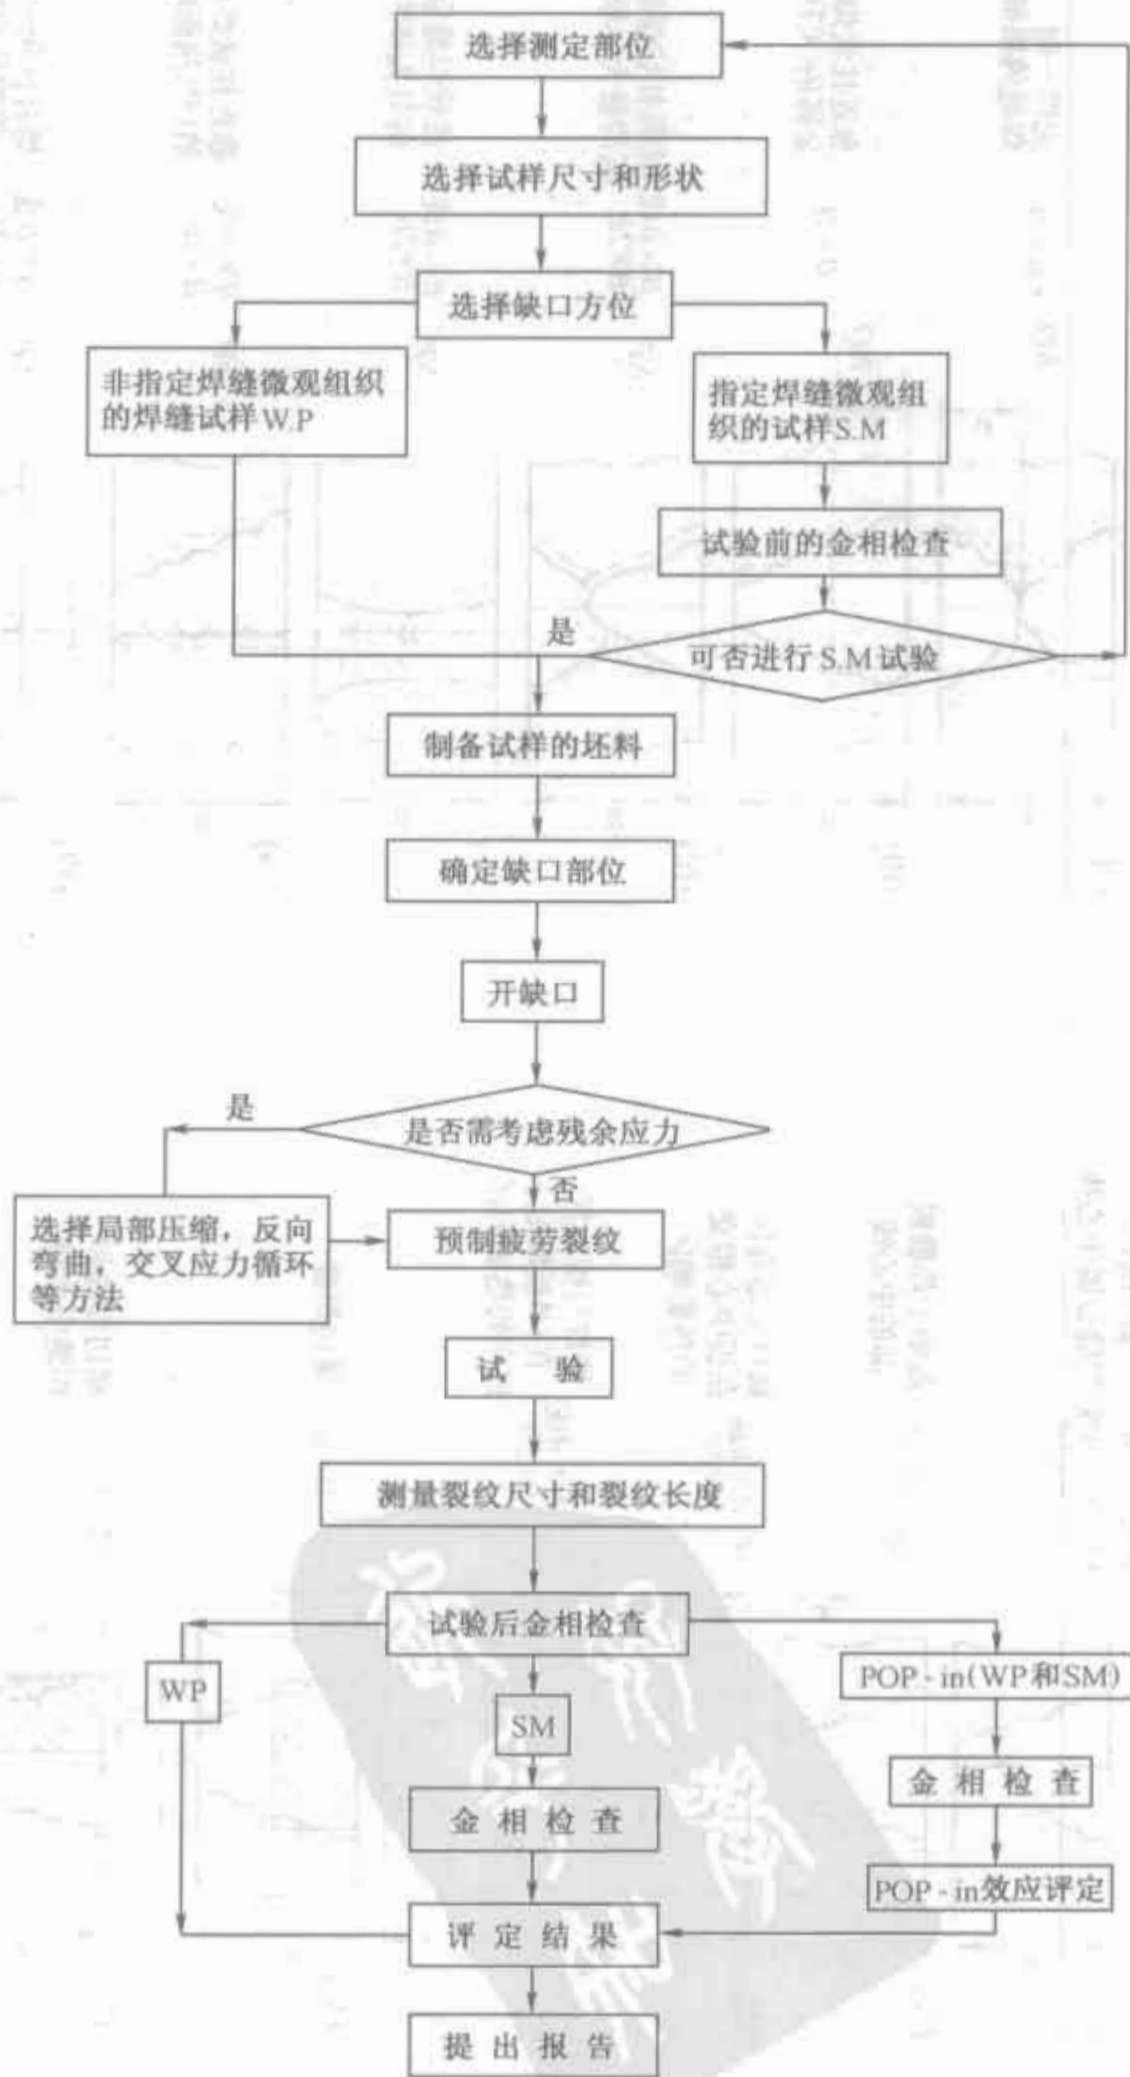 选择测定部位
选择试样尺寸和形状
选择缺口方位
非指定焊缝微观组织
的焊缝试样W.P
指定焊缝微观组
织的试样S.M
试验前的金相检查
是
可否进行 S.M 试验
制备试样的坯料
确定缺口部位
开缺口
是
是否需考虑残余应力
否
选择局部压缩，反向
弯曲，交叉应力循环
等方法
预制疲劳裂纹
试 验
测量裂纹尺寸和裂纹长度
试验后金相检查
WP
SM
POP-in(WP和SM)
金相检查
金相检查
POP-in效应评定
评定结果
提出报告